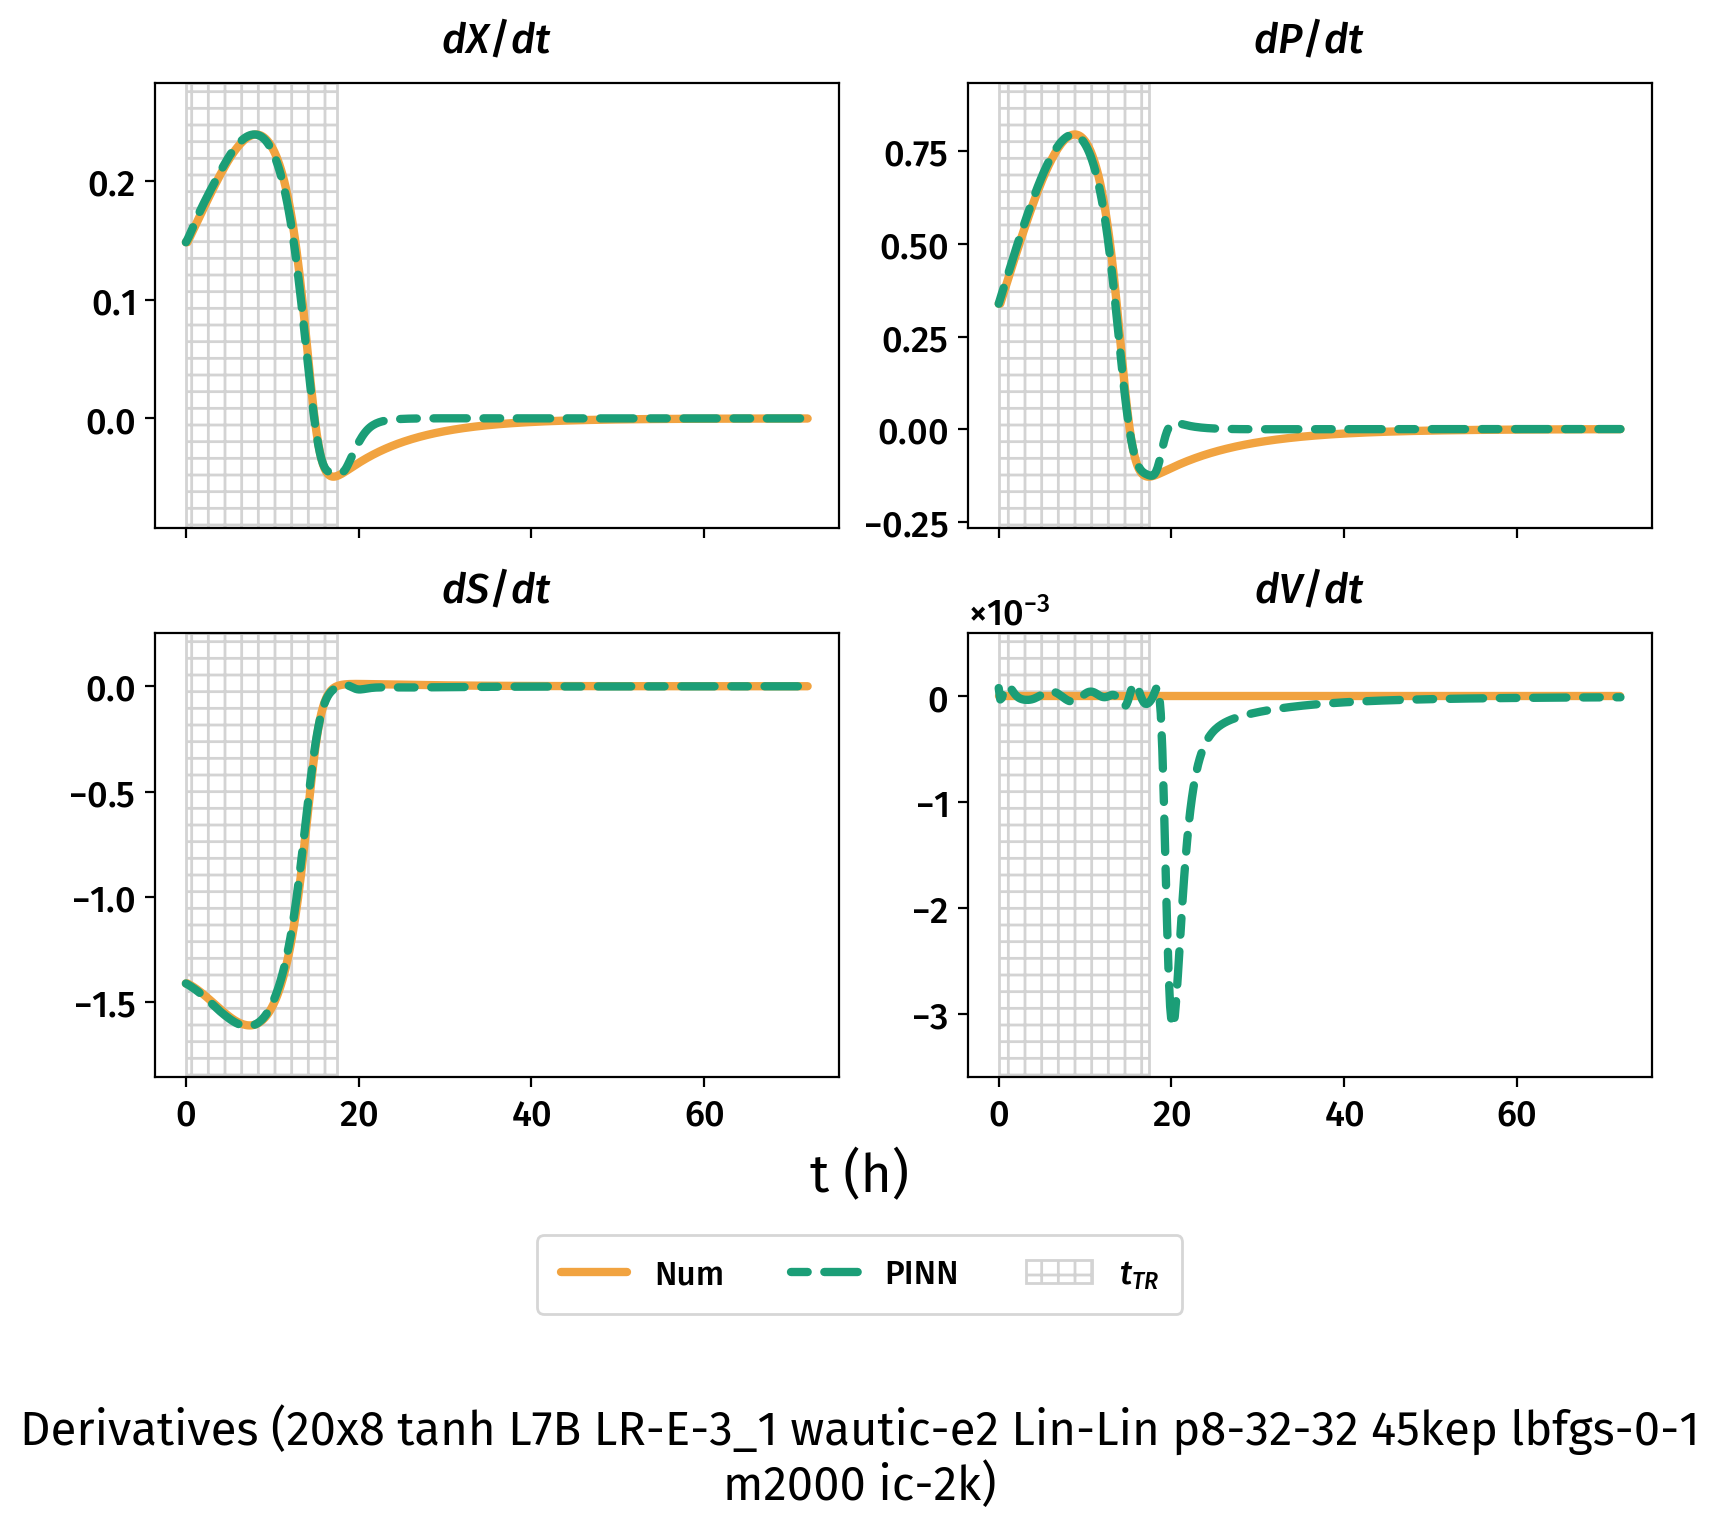 dX/dt
dP/dt
0.2
0.1
0.0
0.75
0.50
0.25
0.00
−0.25
dS/dt
dV/dt
×10⁻³
0.0
−0.5
−1.0
−1.5
0
−1
−2
−3
0 20 40 60
0 20 40 60
t (h)
Num PINN t_TR
Derivatives (20x8 tanh L7B LR-E-3_1 wautic-e2 Lin-Lin p8-32-32 45kep lbfgs-0-1
m2000 ic-2k)